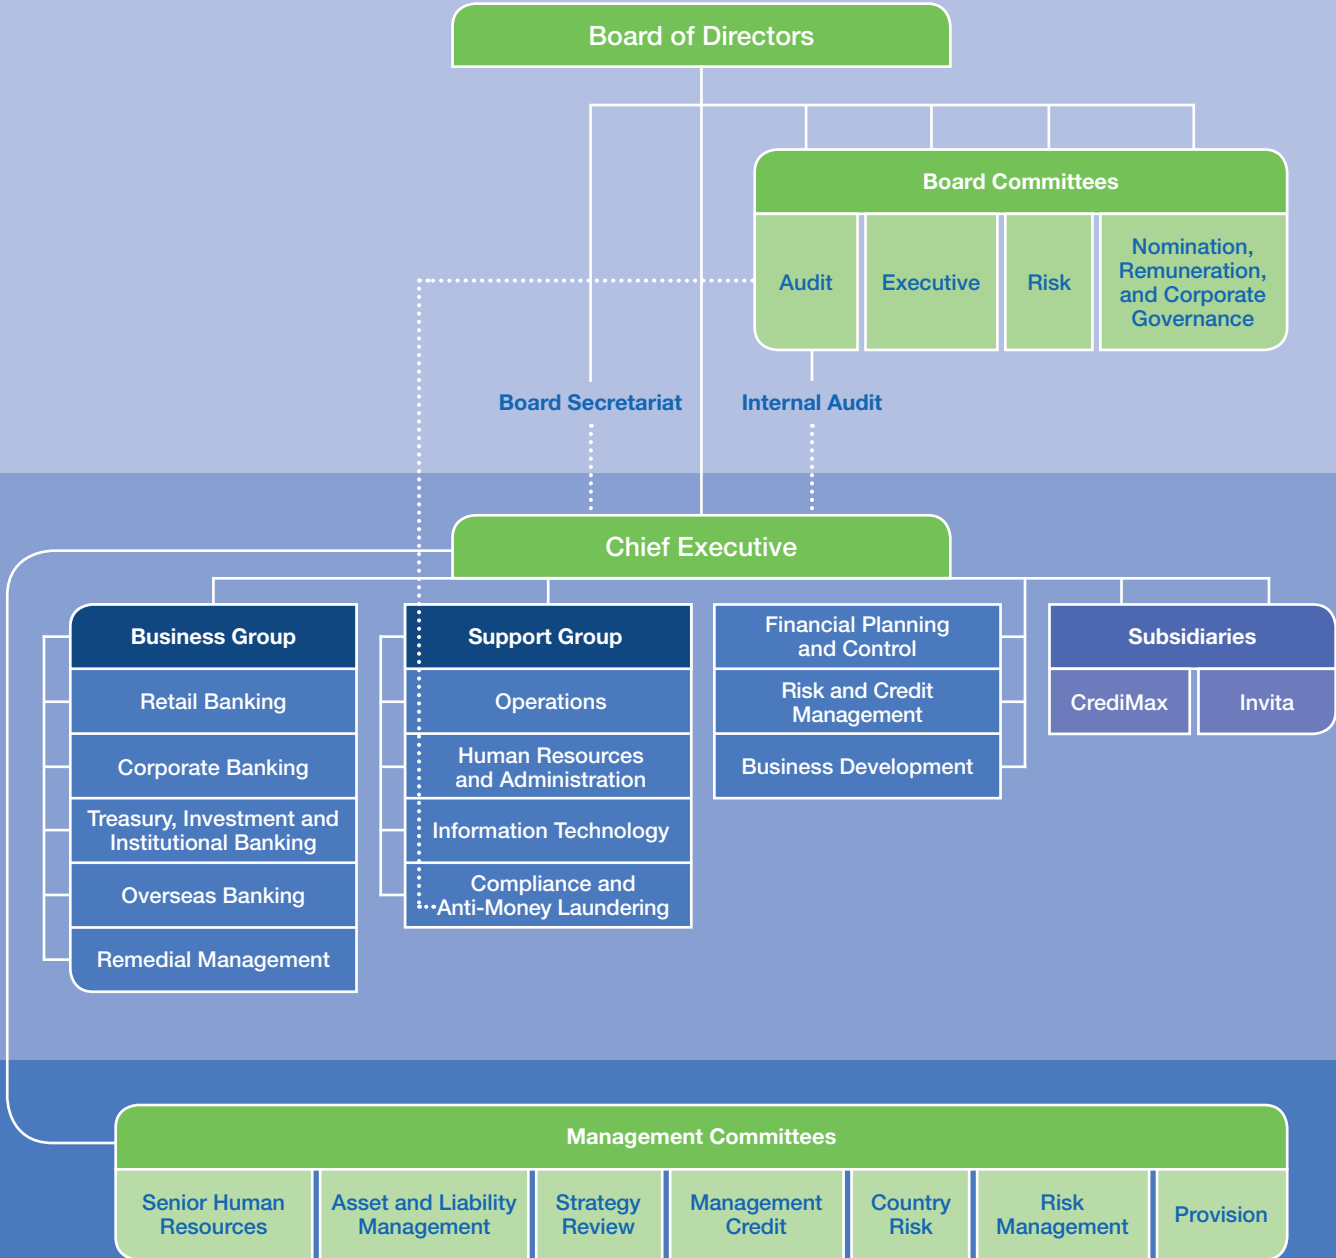 Board of Directors
Board Committees
Audit
Executive
Risk
Nomination,
Remuneration,
and Corporate
Governance
Board Secretariat
Internal Audit
Chief Executive
Business Group
Retail Banking
Corporate Banking
Treasury, Investment and
Institutional Banking
Overseas Banking
Remedial Management
Support Group
Operations
Human Resources
and Administration
Information Technology
Compliance and
Anti-Money Laundering
Financial Planning
and Control
Risk and Credit
Management
Business Development
Subsidiaries
CrediMax
Invita
Management Committees
Senior Human
Resources
Asset and Liability
Management
Strategy
Review
Management
Credit
Country
Risk
Risk
Management
Provision